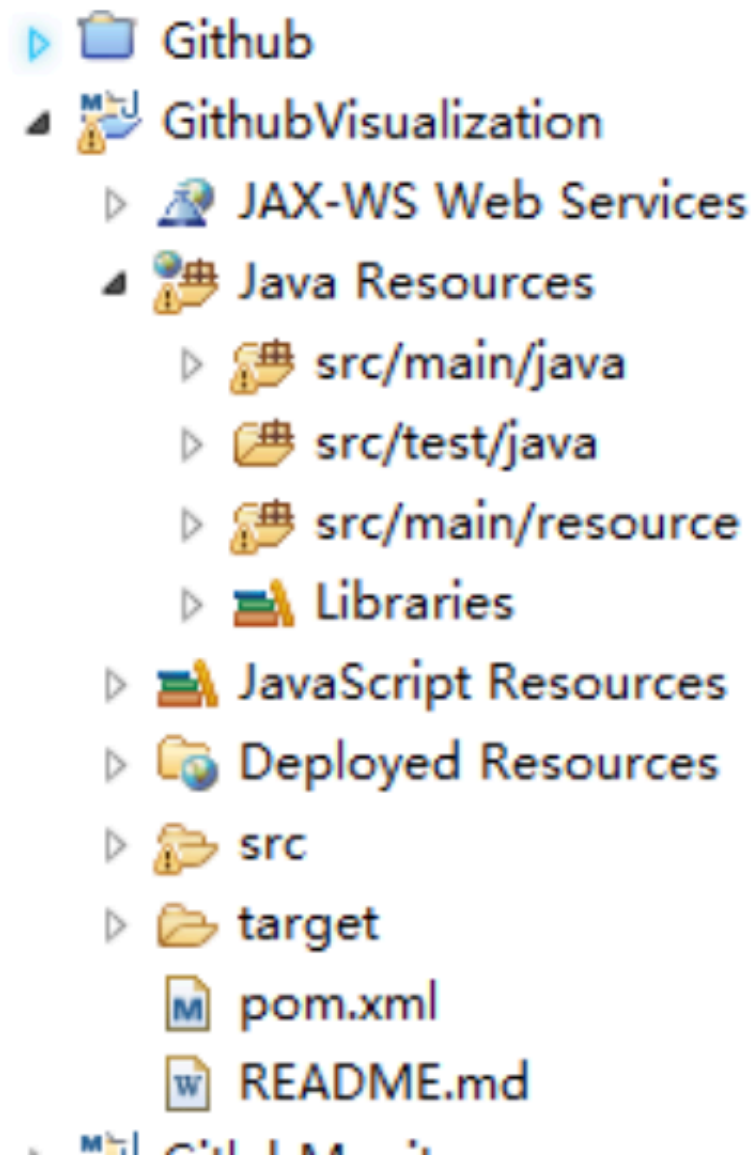 Github
GithubVisualization
JAX-WS Web Services
Java Resources
src/main/java
src/test/java
src/main/resource
Libraries
JavaScript Resources
Deployed Resources
src
target
pom.xml
README.md